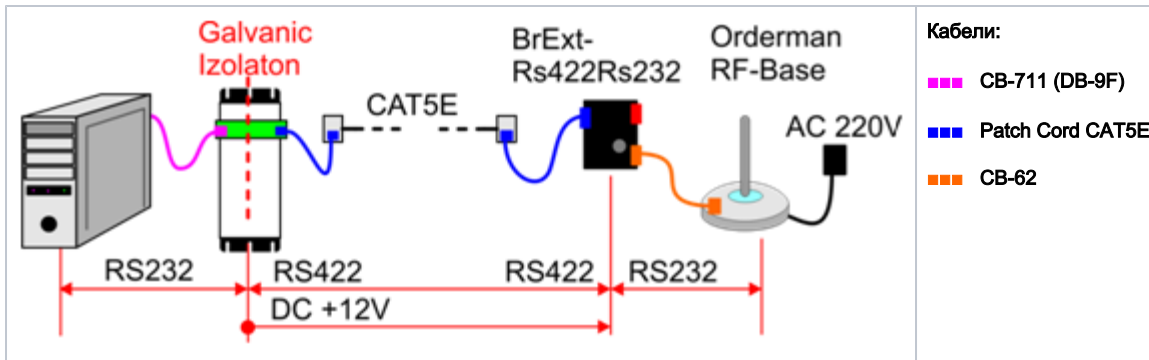 Galvanic
Izolaton
CAT5E
BrExt-
Rs422Rs232
Orderman
RF-Base
AC 220V
RS232
RS422
RS422
RS232
DC +12V
Кабели:
CB-711 (DB-9F)
Patch Cord CAT5E
CB-62